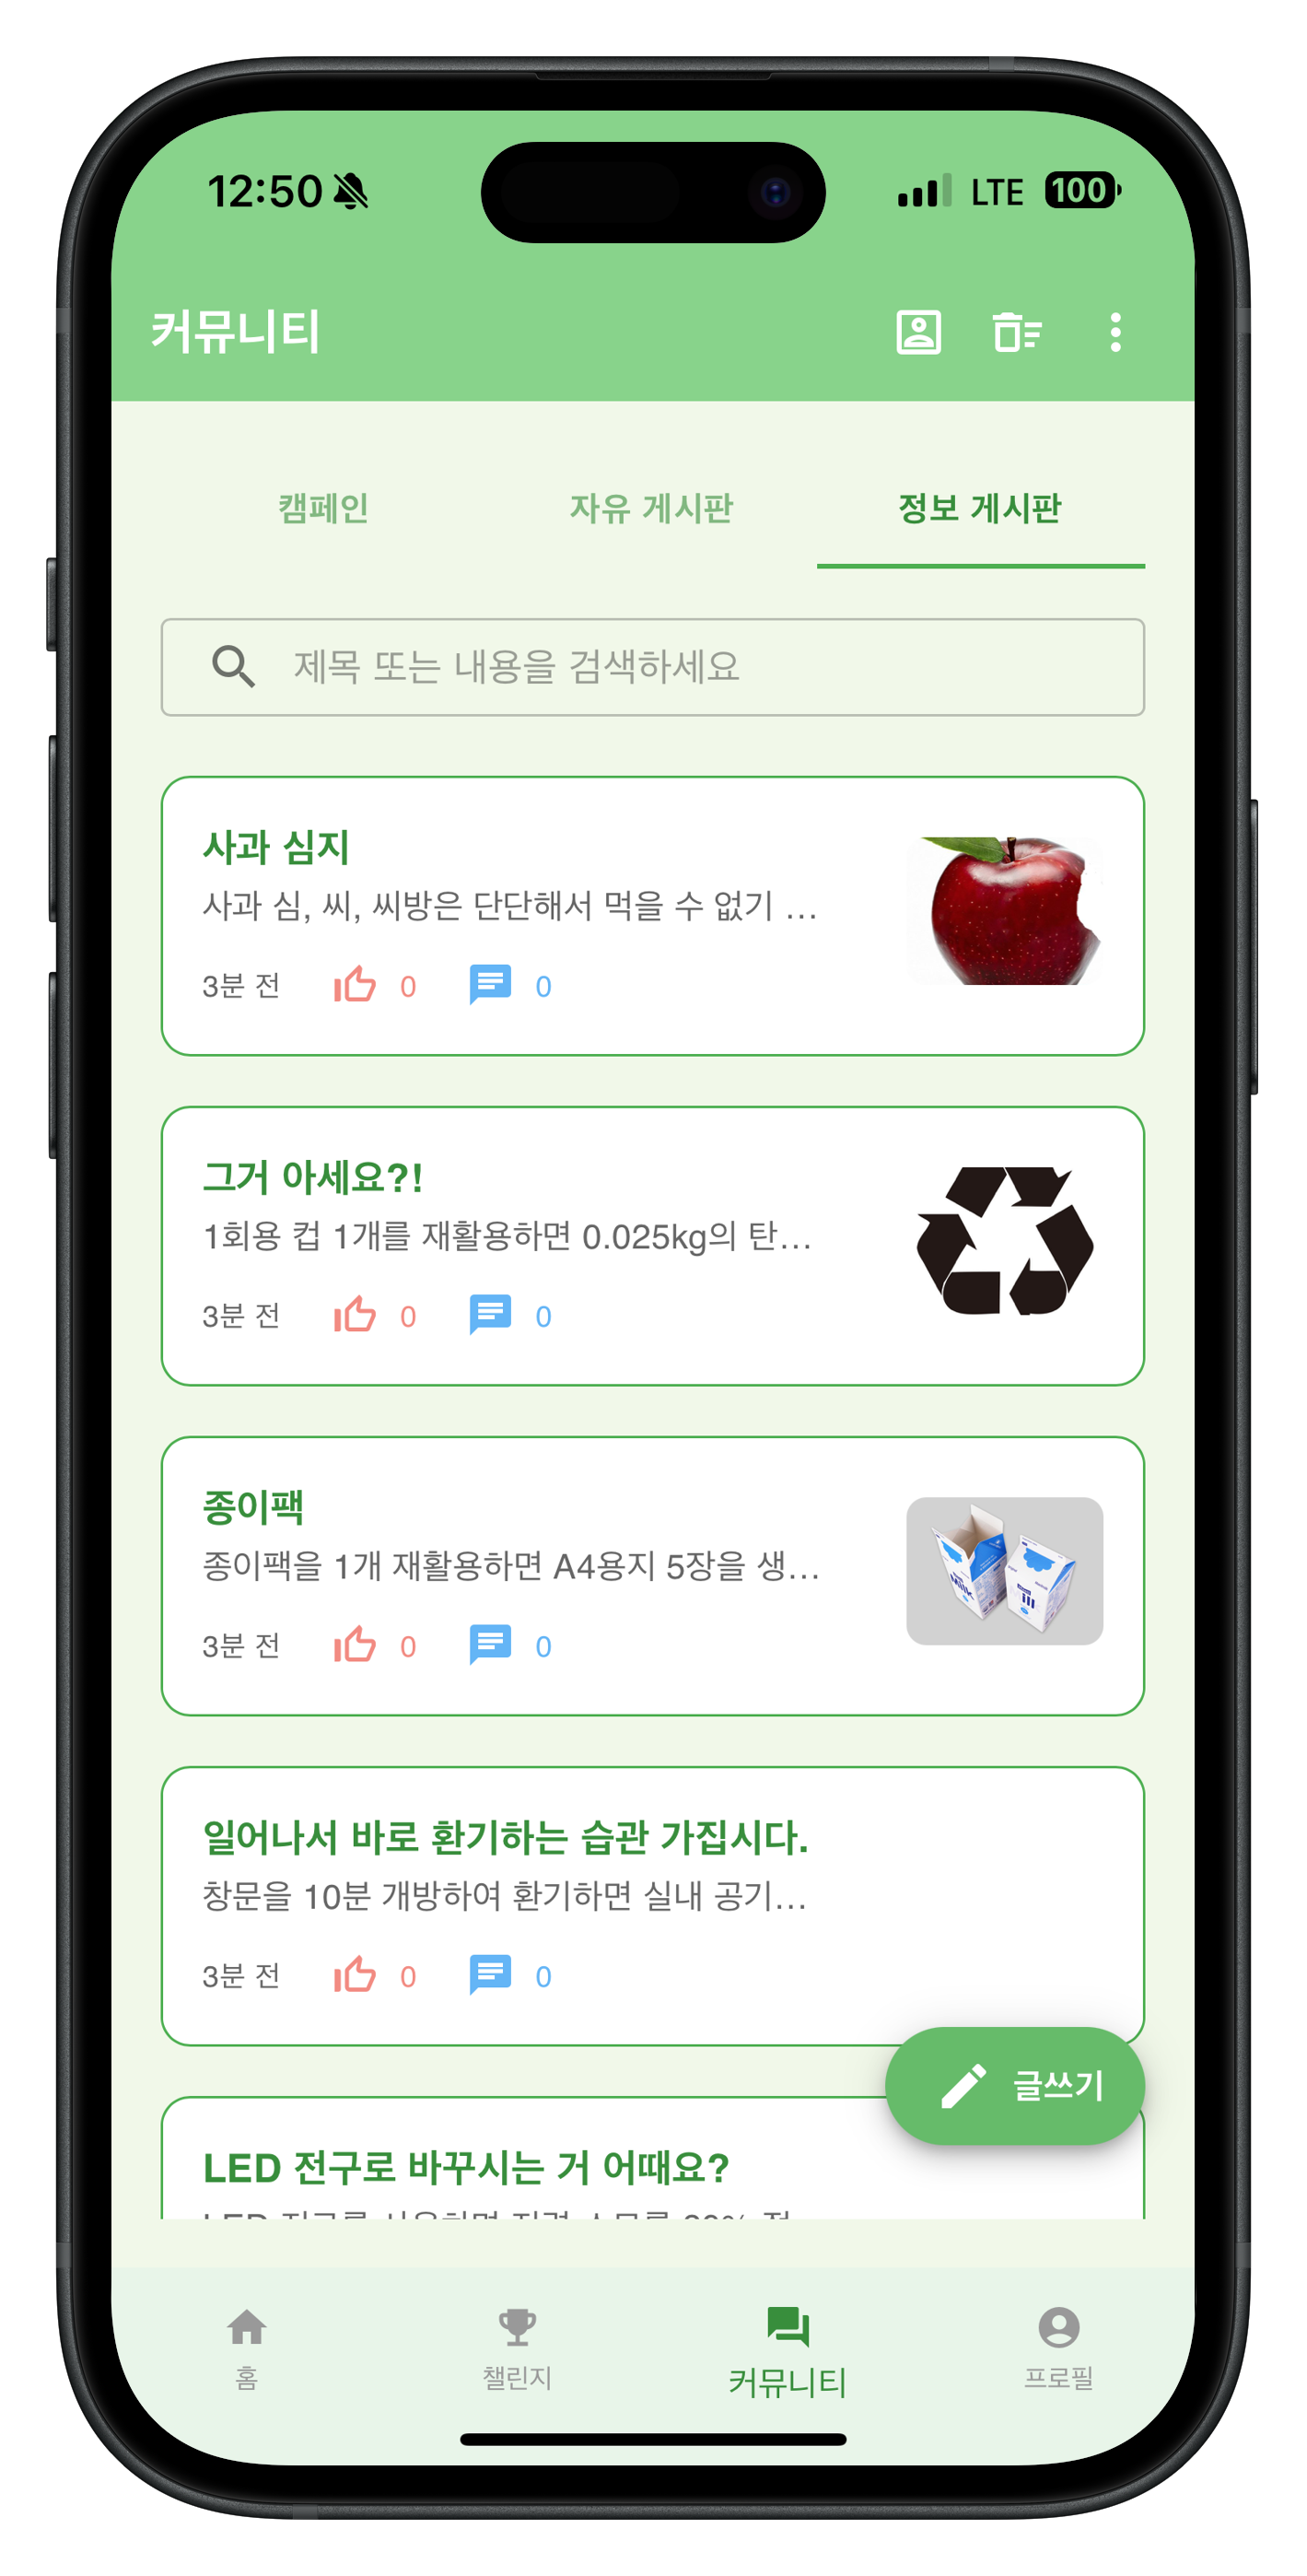 12:50 LTE 100
커뮤니티
캠페인 자유 게시판 정보 게시판
제목 또는 내용을 검색하세요
사과 심지
사과 심, 씨, 씨방은 단단해서 먹을 수 없기 ...
3분 전 0 0
그거 아세요?!
1회용 컵 1개를 재활용하면 0.025kg의 탄...
3분 전 0 0
종이팩
종이팩을 1개 재활용하면 A4용지 5장을 생...
3분 전 0 0
일어나서 바로 환기하는 습관 가집시다.
창문을 10분 개방하여 환기하면 실내 공기...
3분 전 0 0
글쓰기
LED 전구로 바꾸시는 거 어때요?
홈 챌린지 커뮤니티 프로필